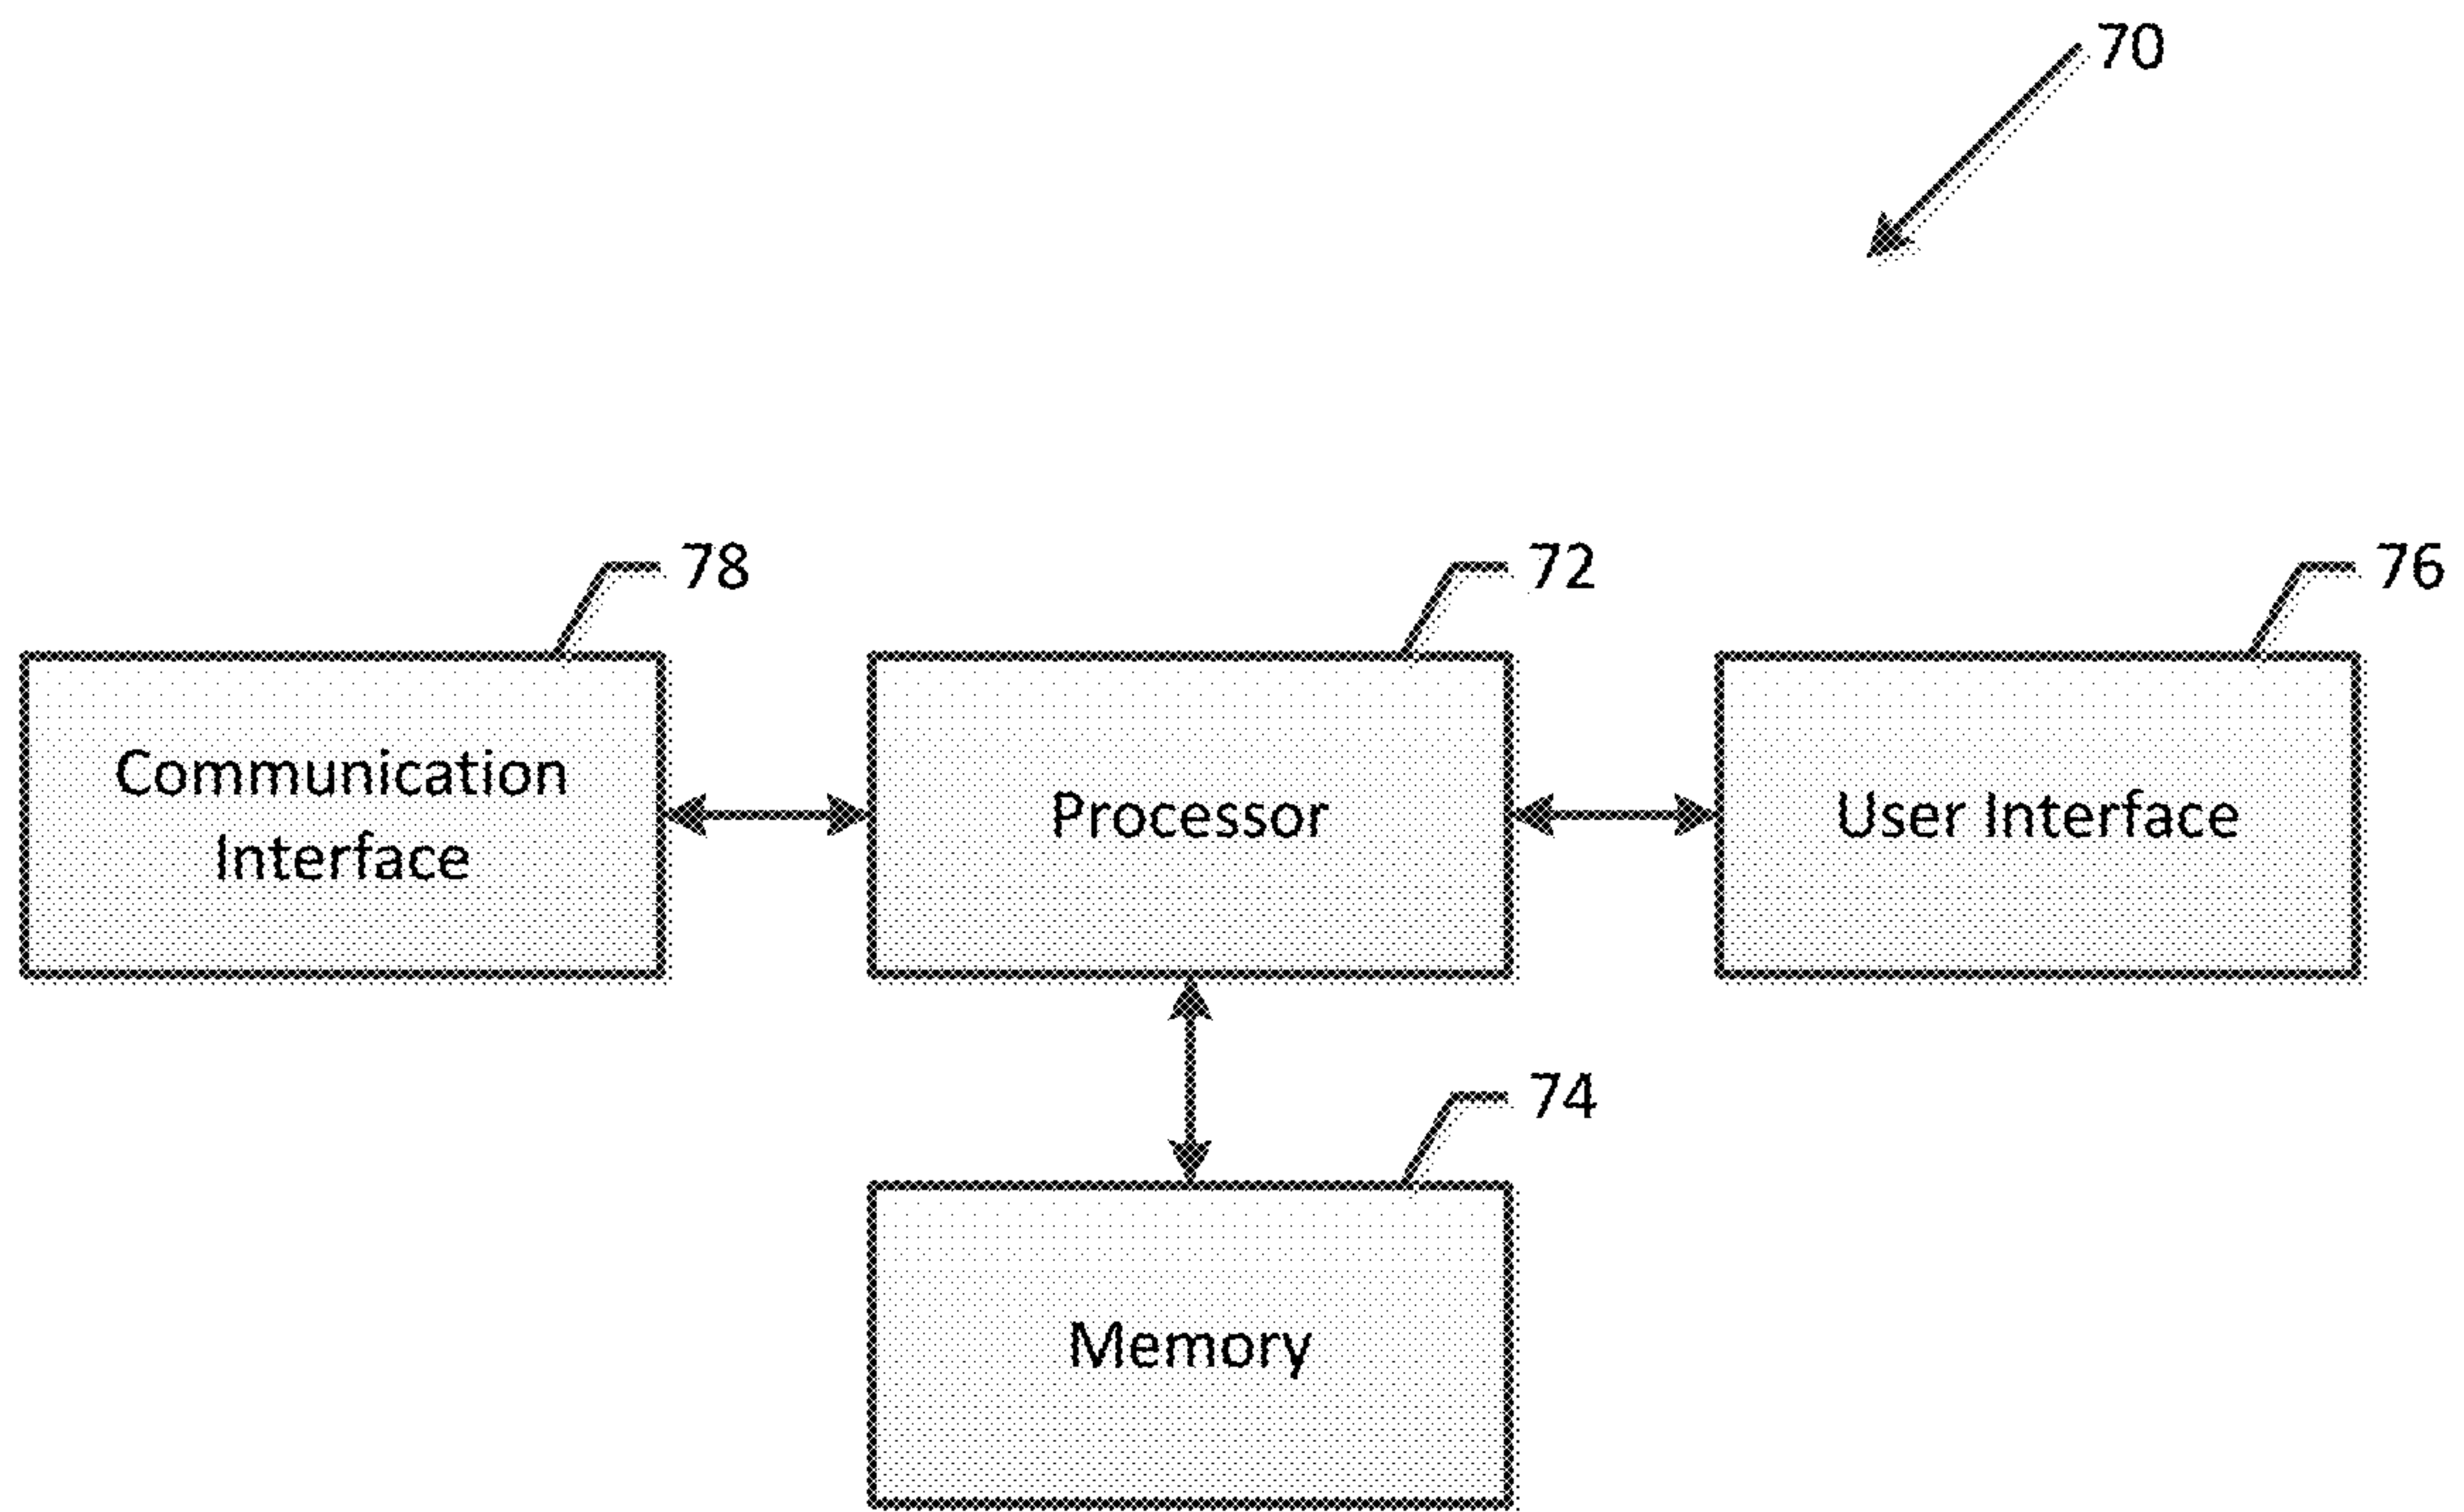 70
78
72
76
Communication
Interface
Processor
User Interface
74
Memory